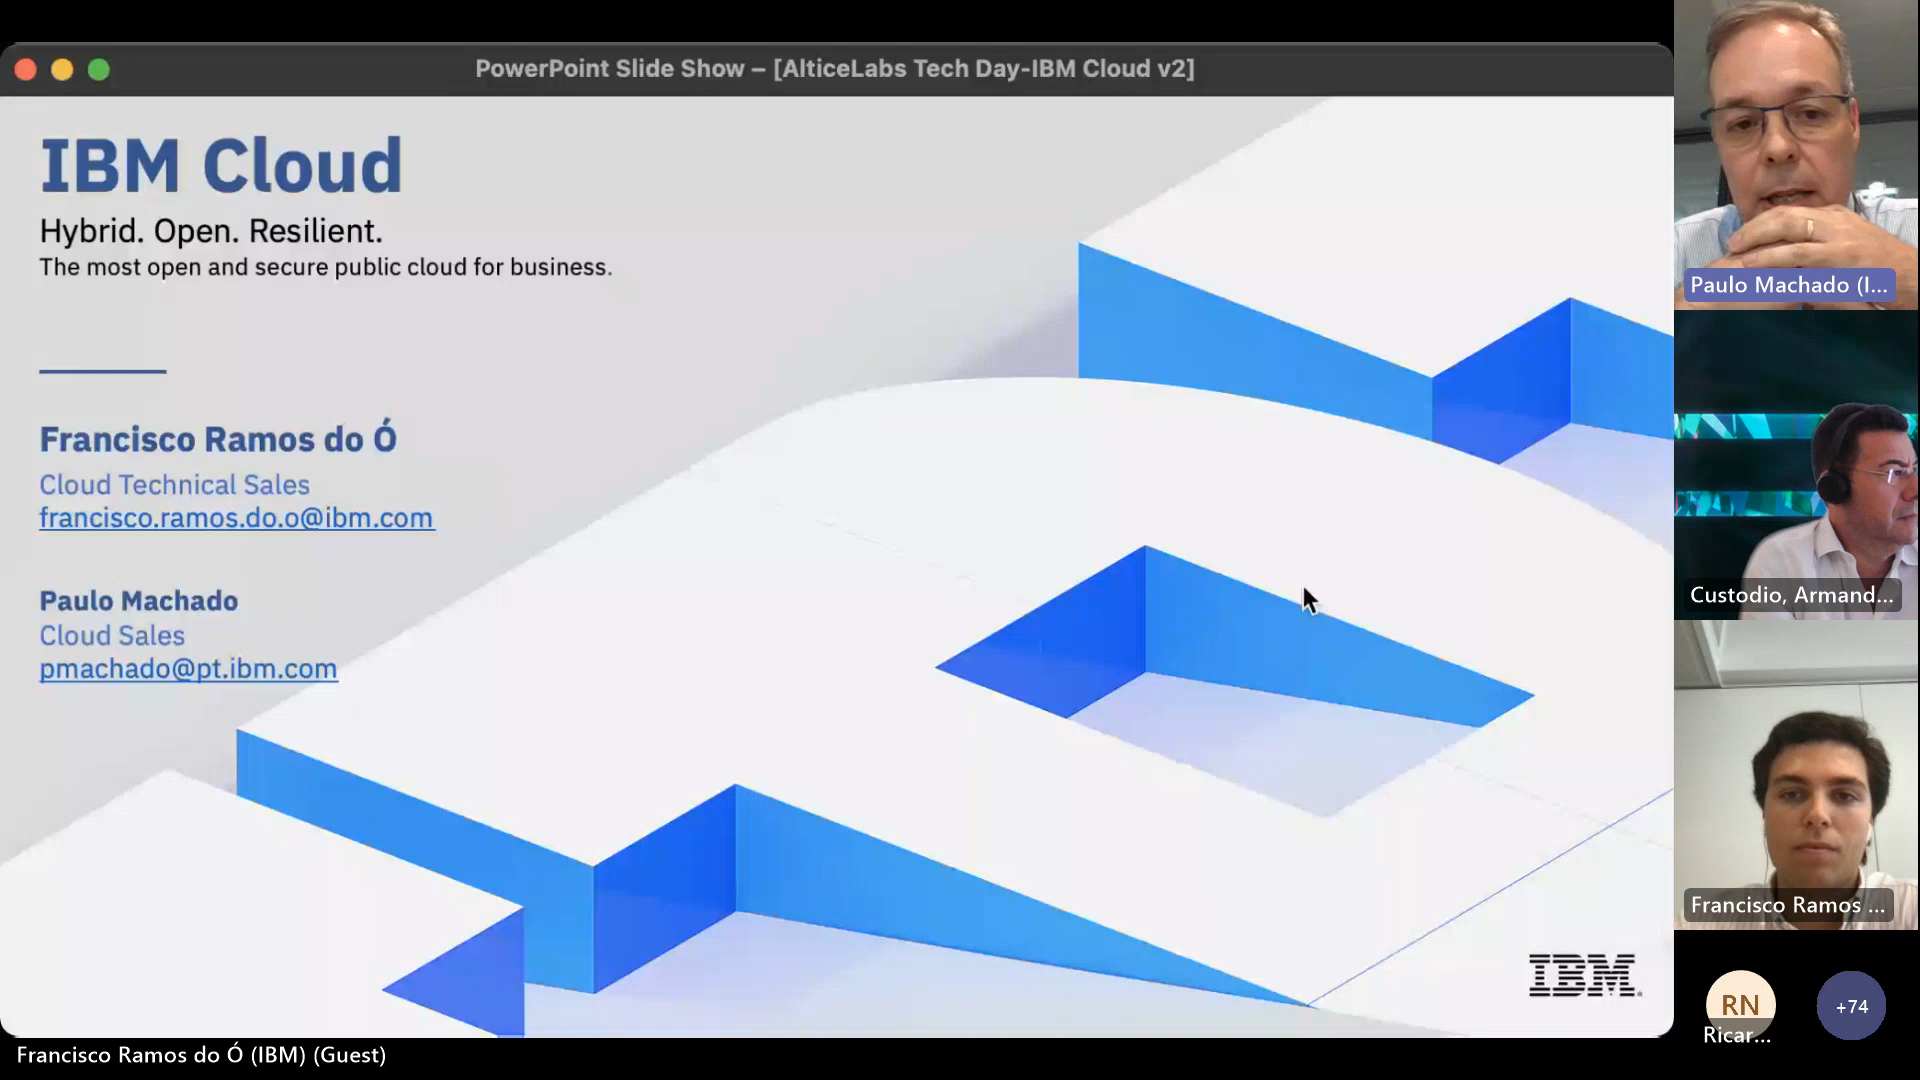 PowerPoint Slide Show – [AlticeLabs Tech Day-IBM Cloud v2]
IBM Cloud
Hybrid. Open. Resilient.
The most open and secure public cloud for business.
Francisco Ramos do Ó
Cloud Technical Sales
francisco.ramos.do.o@ibm.com
Paulo Machado
Cloud Sales
pmachado@pt.ibm.com
IBM
Francisco Ramos do Ó (IBM) (Guest)
Paulo Machado (I...
Custodio, Armand...
Francisco Ramos ...
RN
Ricar...
+74